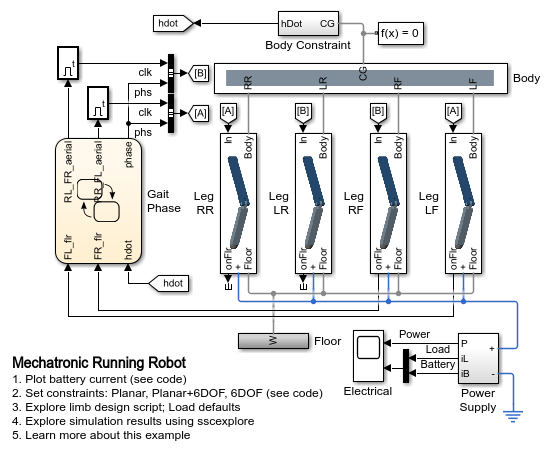 hdot
hDot CG
f(x) = 0
Body Constraint
t
clk
[B]
phs
CG
RR
LR
RF
LF
Body
t
clk
[A]
phs
[A]
[B]
[B]
[A]
RL_FR_aerial
RR_FL_aerial
phase
In
Body
In
Body
In
Body
In
Body
Gait
Phase
Leg
RR
Leg
LR
Leg
RF
Leg
LF
FL_flr
FR_flr
hdot
onFlr
+
Floor
onFlr
+
Floor
onFlr
+
Floor
onFlr
+
Floor
hdot
E
E
W
Floor
Power
P
+
Load
iL
Battery
iB
-
Electrical
Power
Supply
Mechatronic Running Robot
1. Plot battery current (see code)
2. Set constraints: Planar, Planar+6DOF, 6DOF (see code)
3. Explore limb design script; Load defaults
4. Explore simulation results using sscexplore
5. Learn more about this example